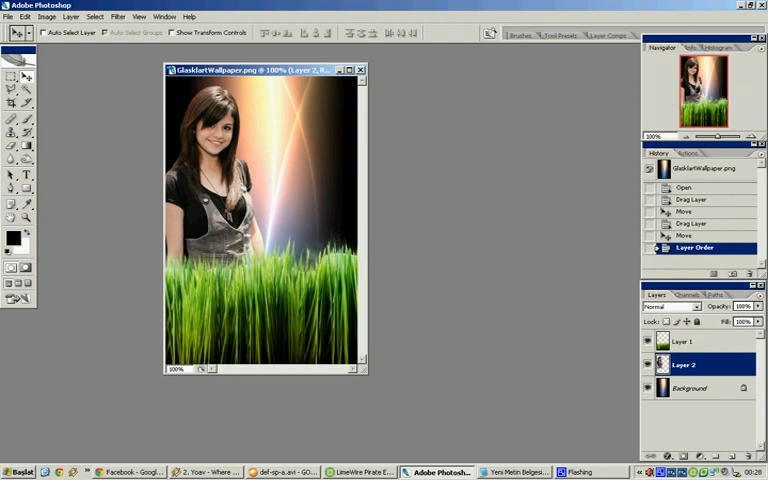 Adobe Photoshop
File Edit Image Layer Select Filter View Window Help
Auto Select Layer Auto Select Groups Show Transform Controls
Brushes Tool Presets Layer Comps
GlasklartWallpaper.png @ 100% (Layer 2, R...
100%
Navigator Info Histogram
100%
History Actions
GlasklartWallpaper.png
Open
Drag Layer
Move
Drag Layer
Move
Layer Order
Layers Channels Paths
Normal Opacity: 100%
Lock: Fill: 100%
Layer 1
Layer 2
Background
Başlat Facebook - Googl... 2. Yoav - Where ... def-sp-a.avi - GO... LimeWire Pirate E... Adobe Photosh... Yeni Metin Belgesi... Flashing 00:28